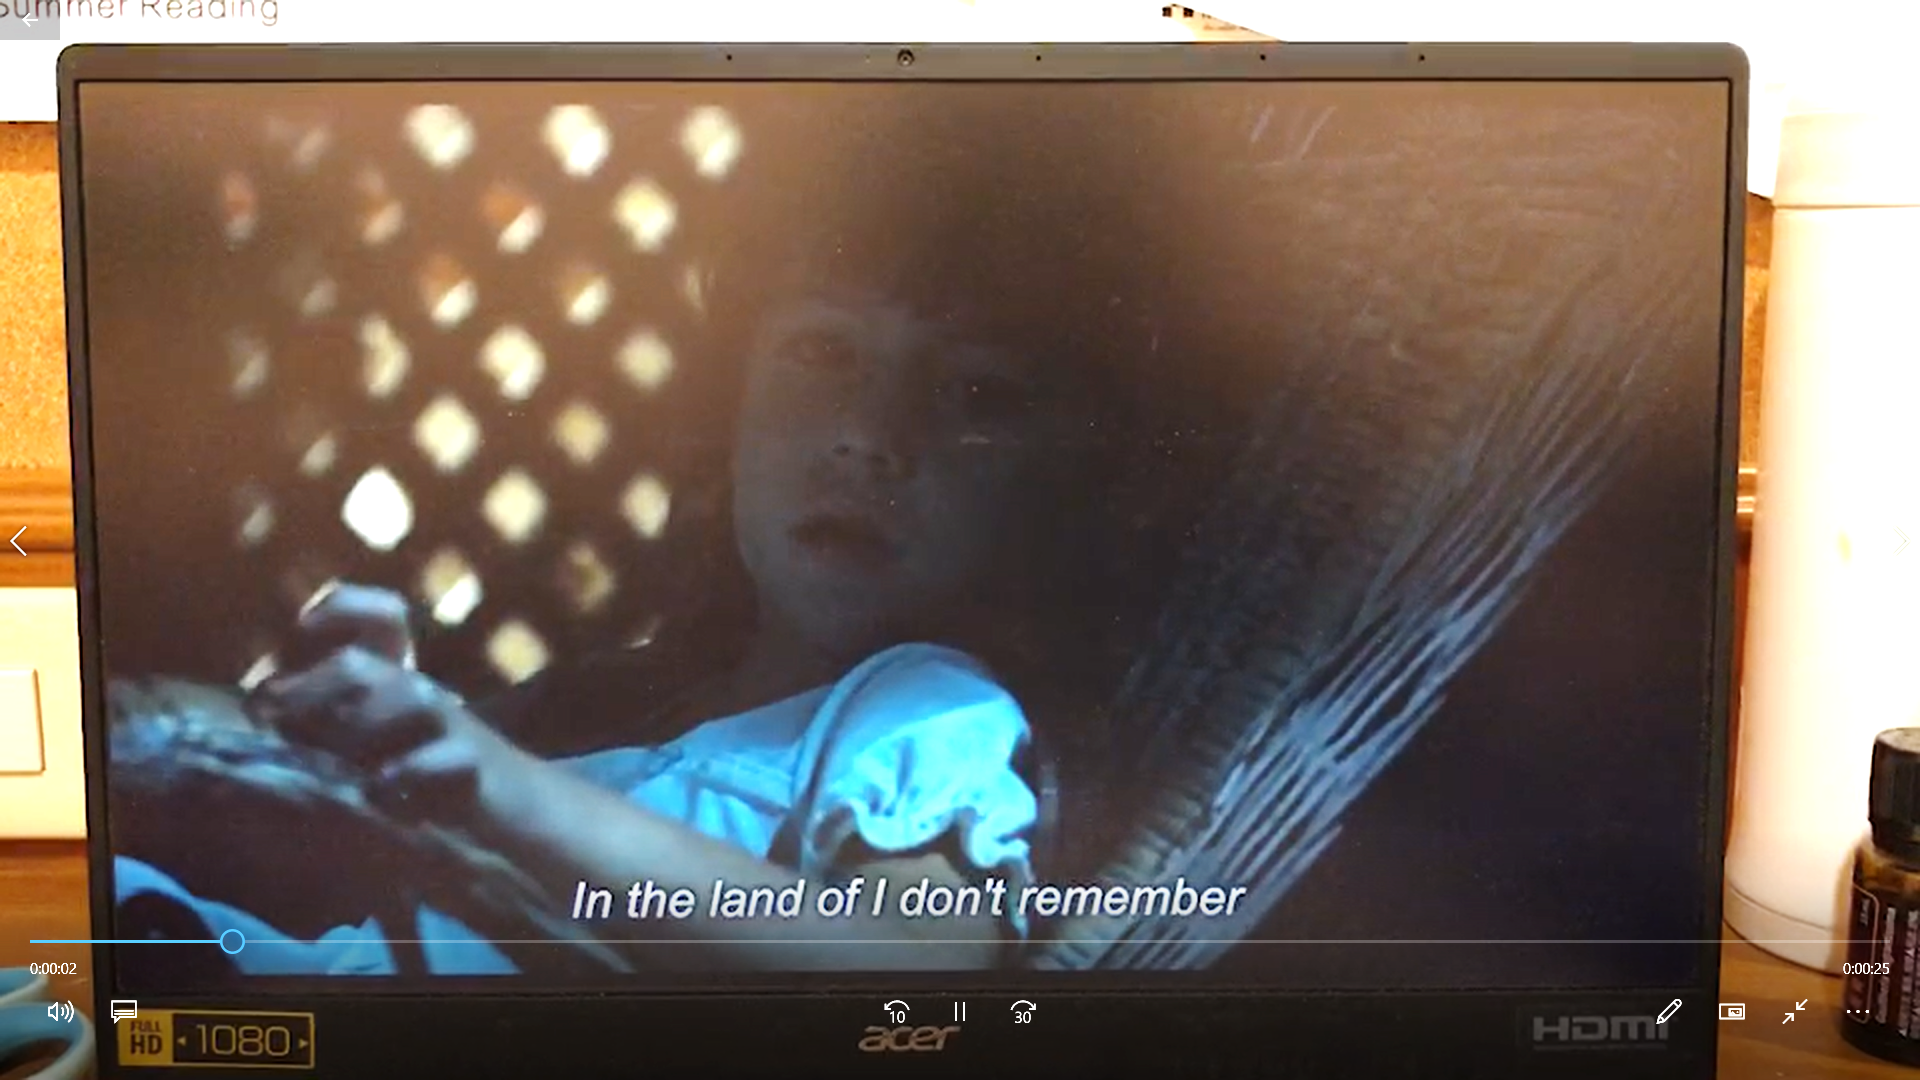 Summer Reading
In the land of I don't remember
0:00:02
0:00:25
10
30
FULL HD 1080
acer
HDMI